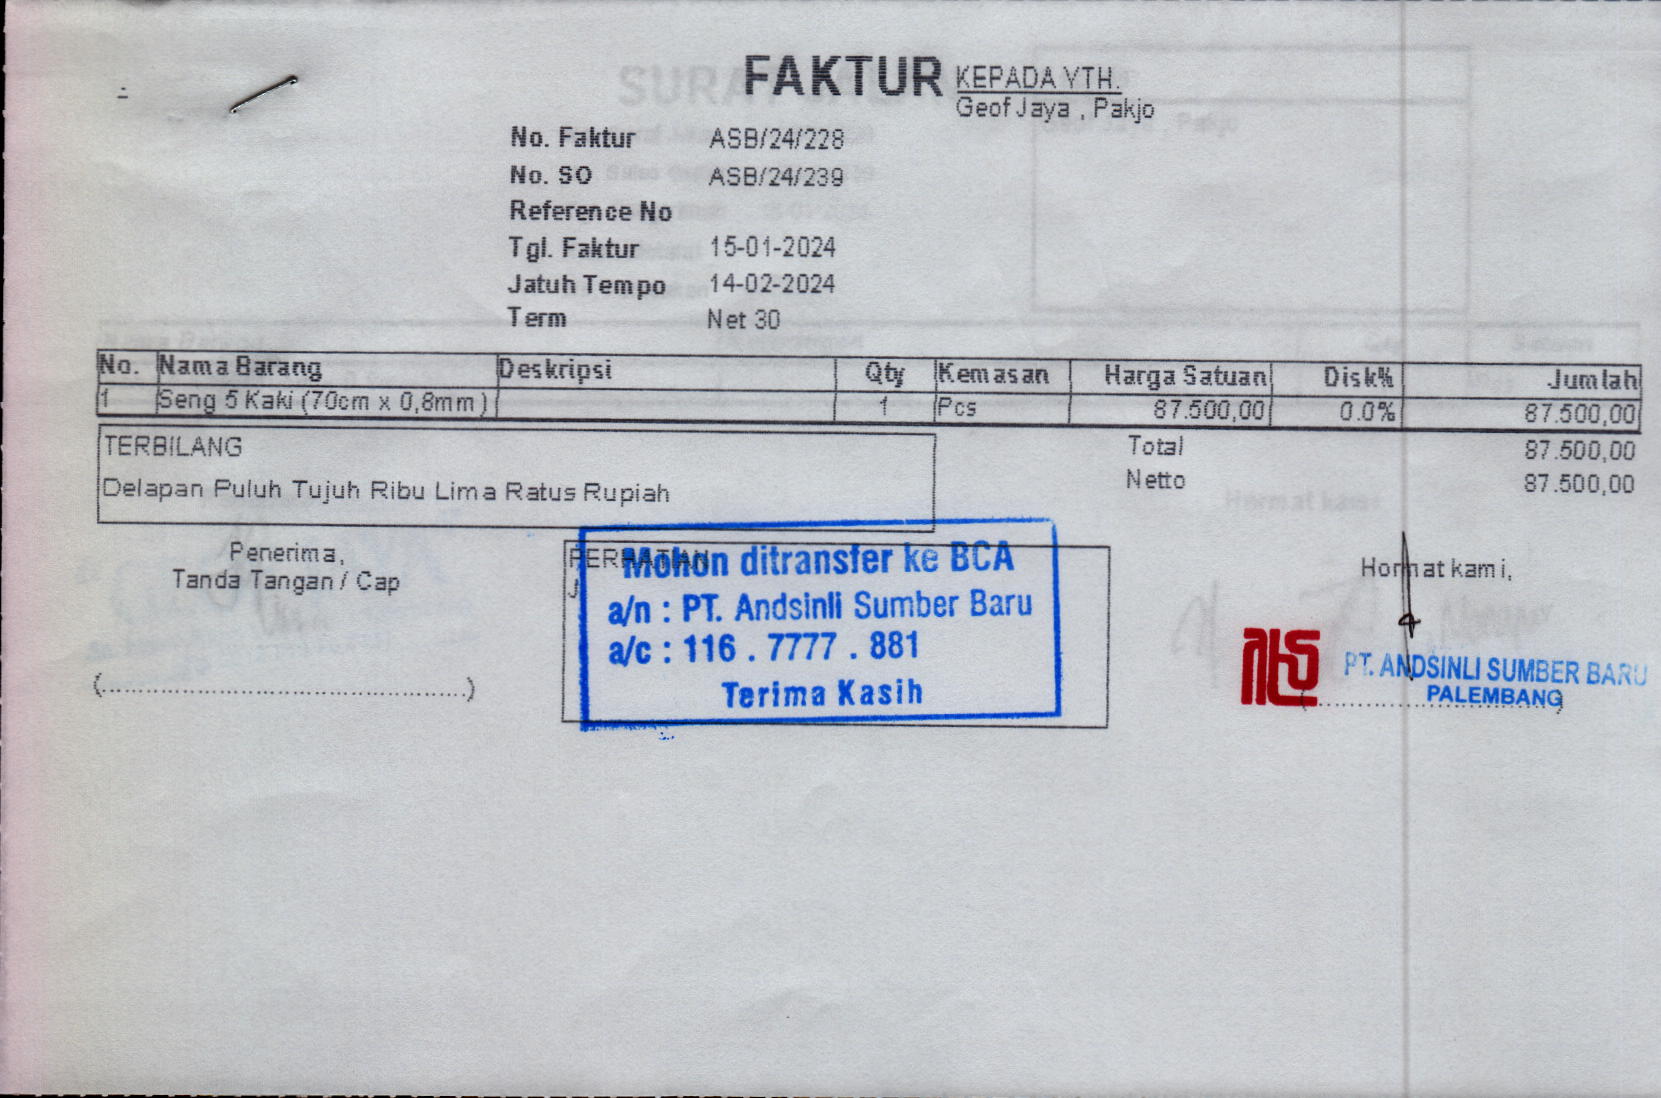 FAKTUR
KEPADA YTH.
Geof Jaya , Pakjo
No. Faktur ASB/24/228
No. SO ASB/24/239
Reference No
Tgl. Faktur 15-01-2024
Jatuh Tempo 14-02-2024
Term Net 30
No. Nama Barang Deskripsi Qty Kemasan Harga Satuan Disk% Jumlah
1 Seng 5 Kaki (70cm x 0,8mm) 1 Pcs 87.500,00 0.0% 87.500,00
TERBILANG
Delapan Puluh Tujuh Ribu Lima Ratus Rupiah
Total 87.500,00
Netto 87.500,00
Penerima,
Tanda Tangan / Cap
(....................................................)
PERHATIAN
Mohon ditransfer ke BCA
a/n : PT. Andsinli Sumber Baru
a/c : 116 . 7777 . 881
Terima Kasih
Hormat kami,
PT. ANDSINLI SUMBER BARU
PALEMBANG
(....................................)